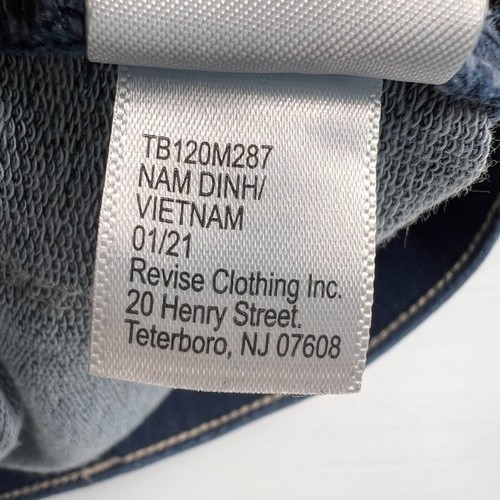 TB120M287
NAM DINH/
VIETNAM
01/21
Revise Clothing Inc.
20 Henry Street.
Teterboro, NJ 07608